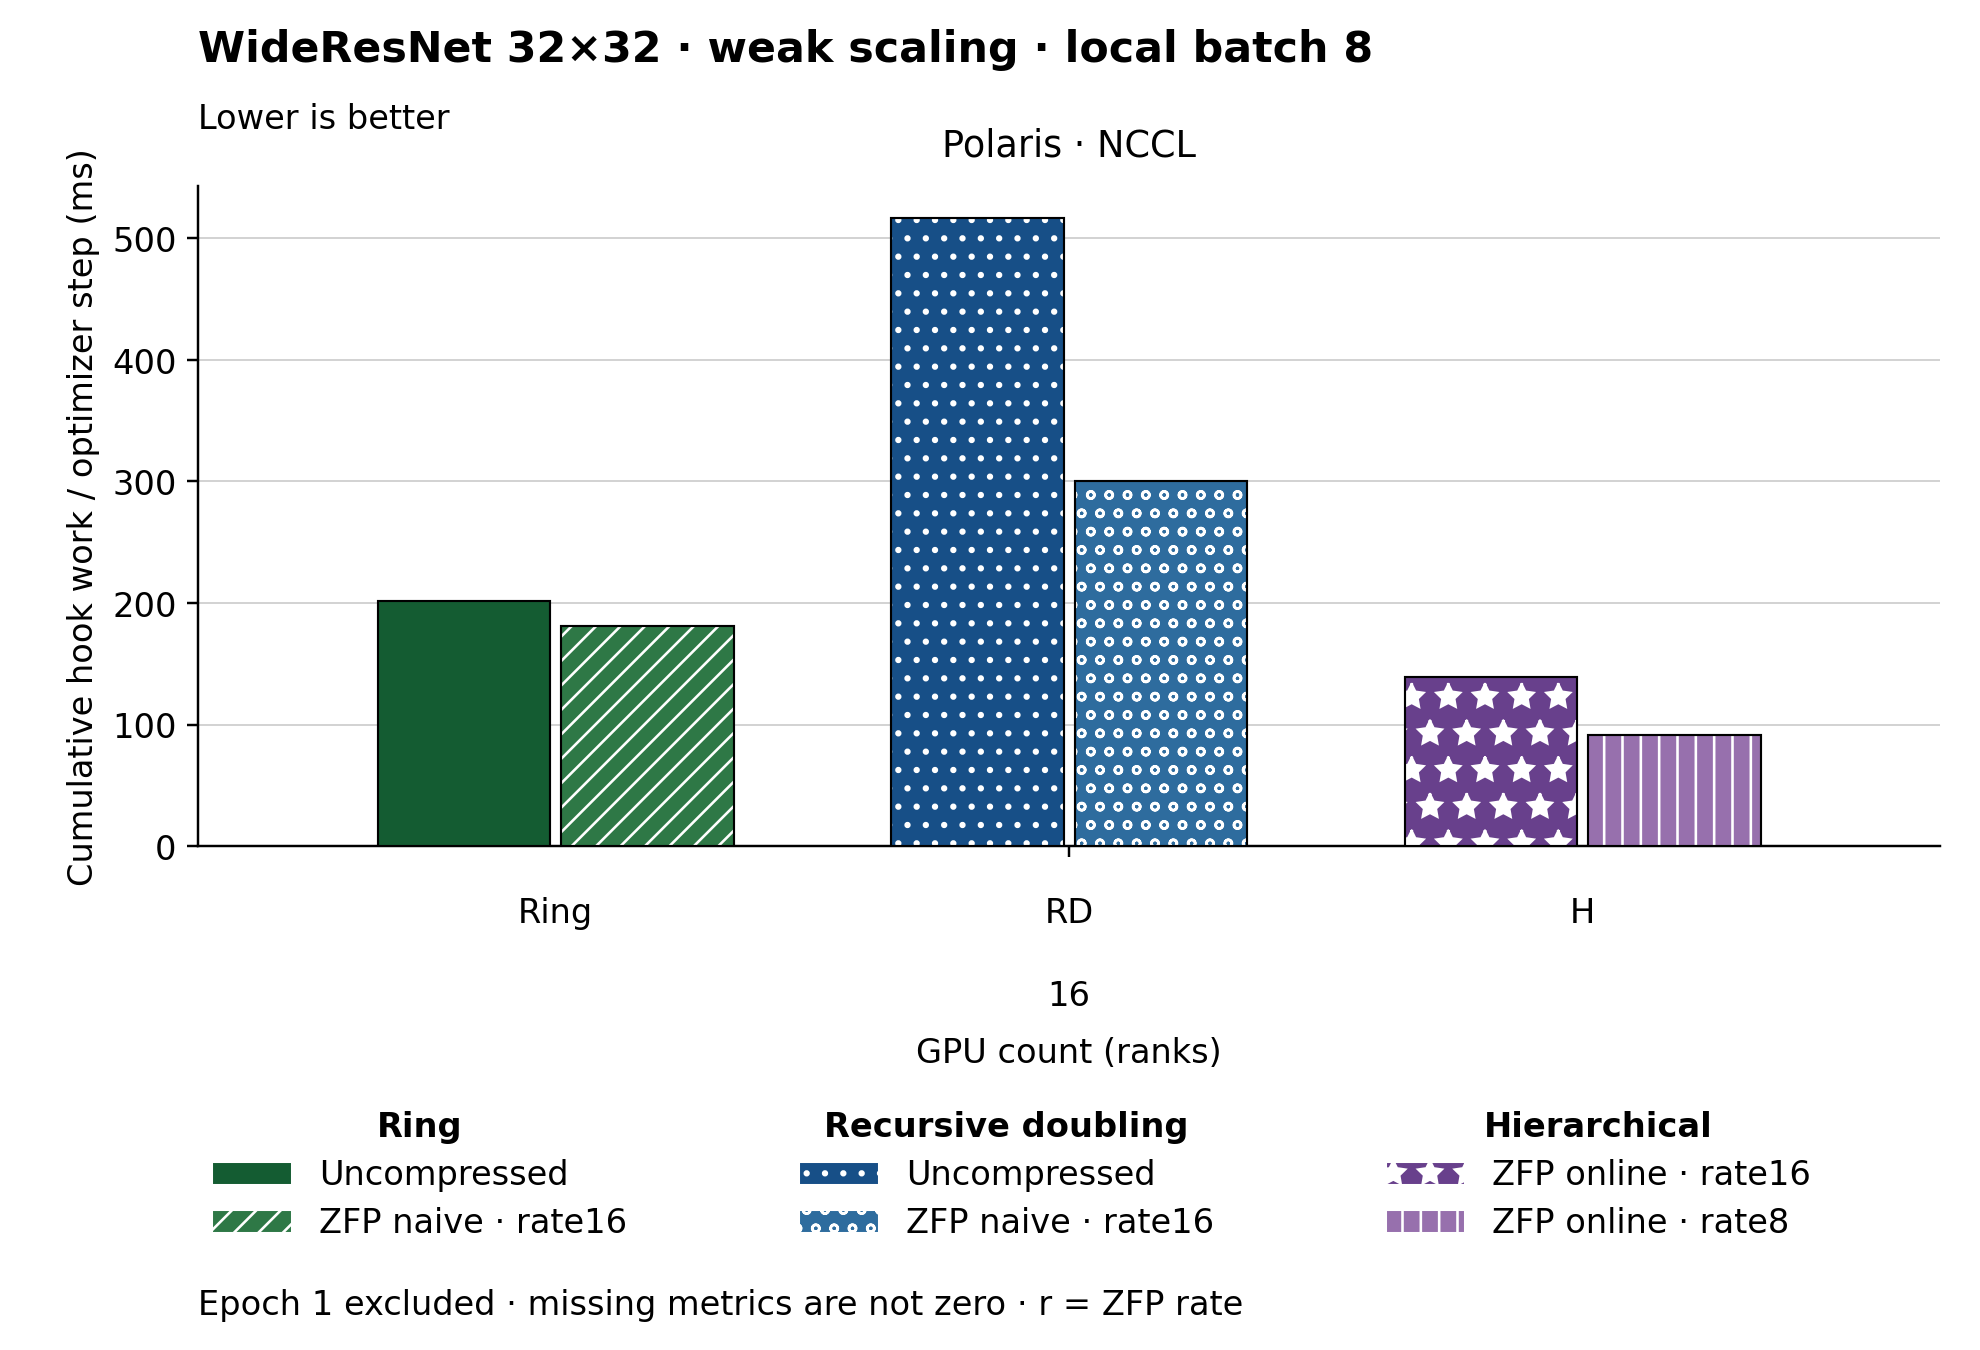 WideResNet 32×32 · weak scaling · local batch 8
Lower is better
Polaris · NCCL
Cumulative hook work / optimizer step (ms)
500
400
300
200
100
0
Ring
RD
H
16
GPU count (ranks)
Ring
Uncompressed
ZFP naive · rate16
Recursive doubling
Uncompressed
ZFP naive · rate16
Hierarchical
ZFP online · rate16
ZFP online · rate8
Epoch 1 excluded · missing metrics are not zero · r = ZFP rate